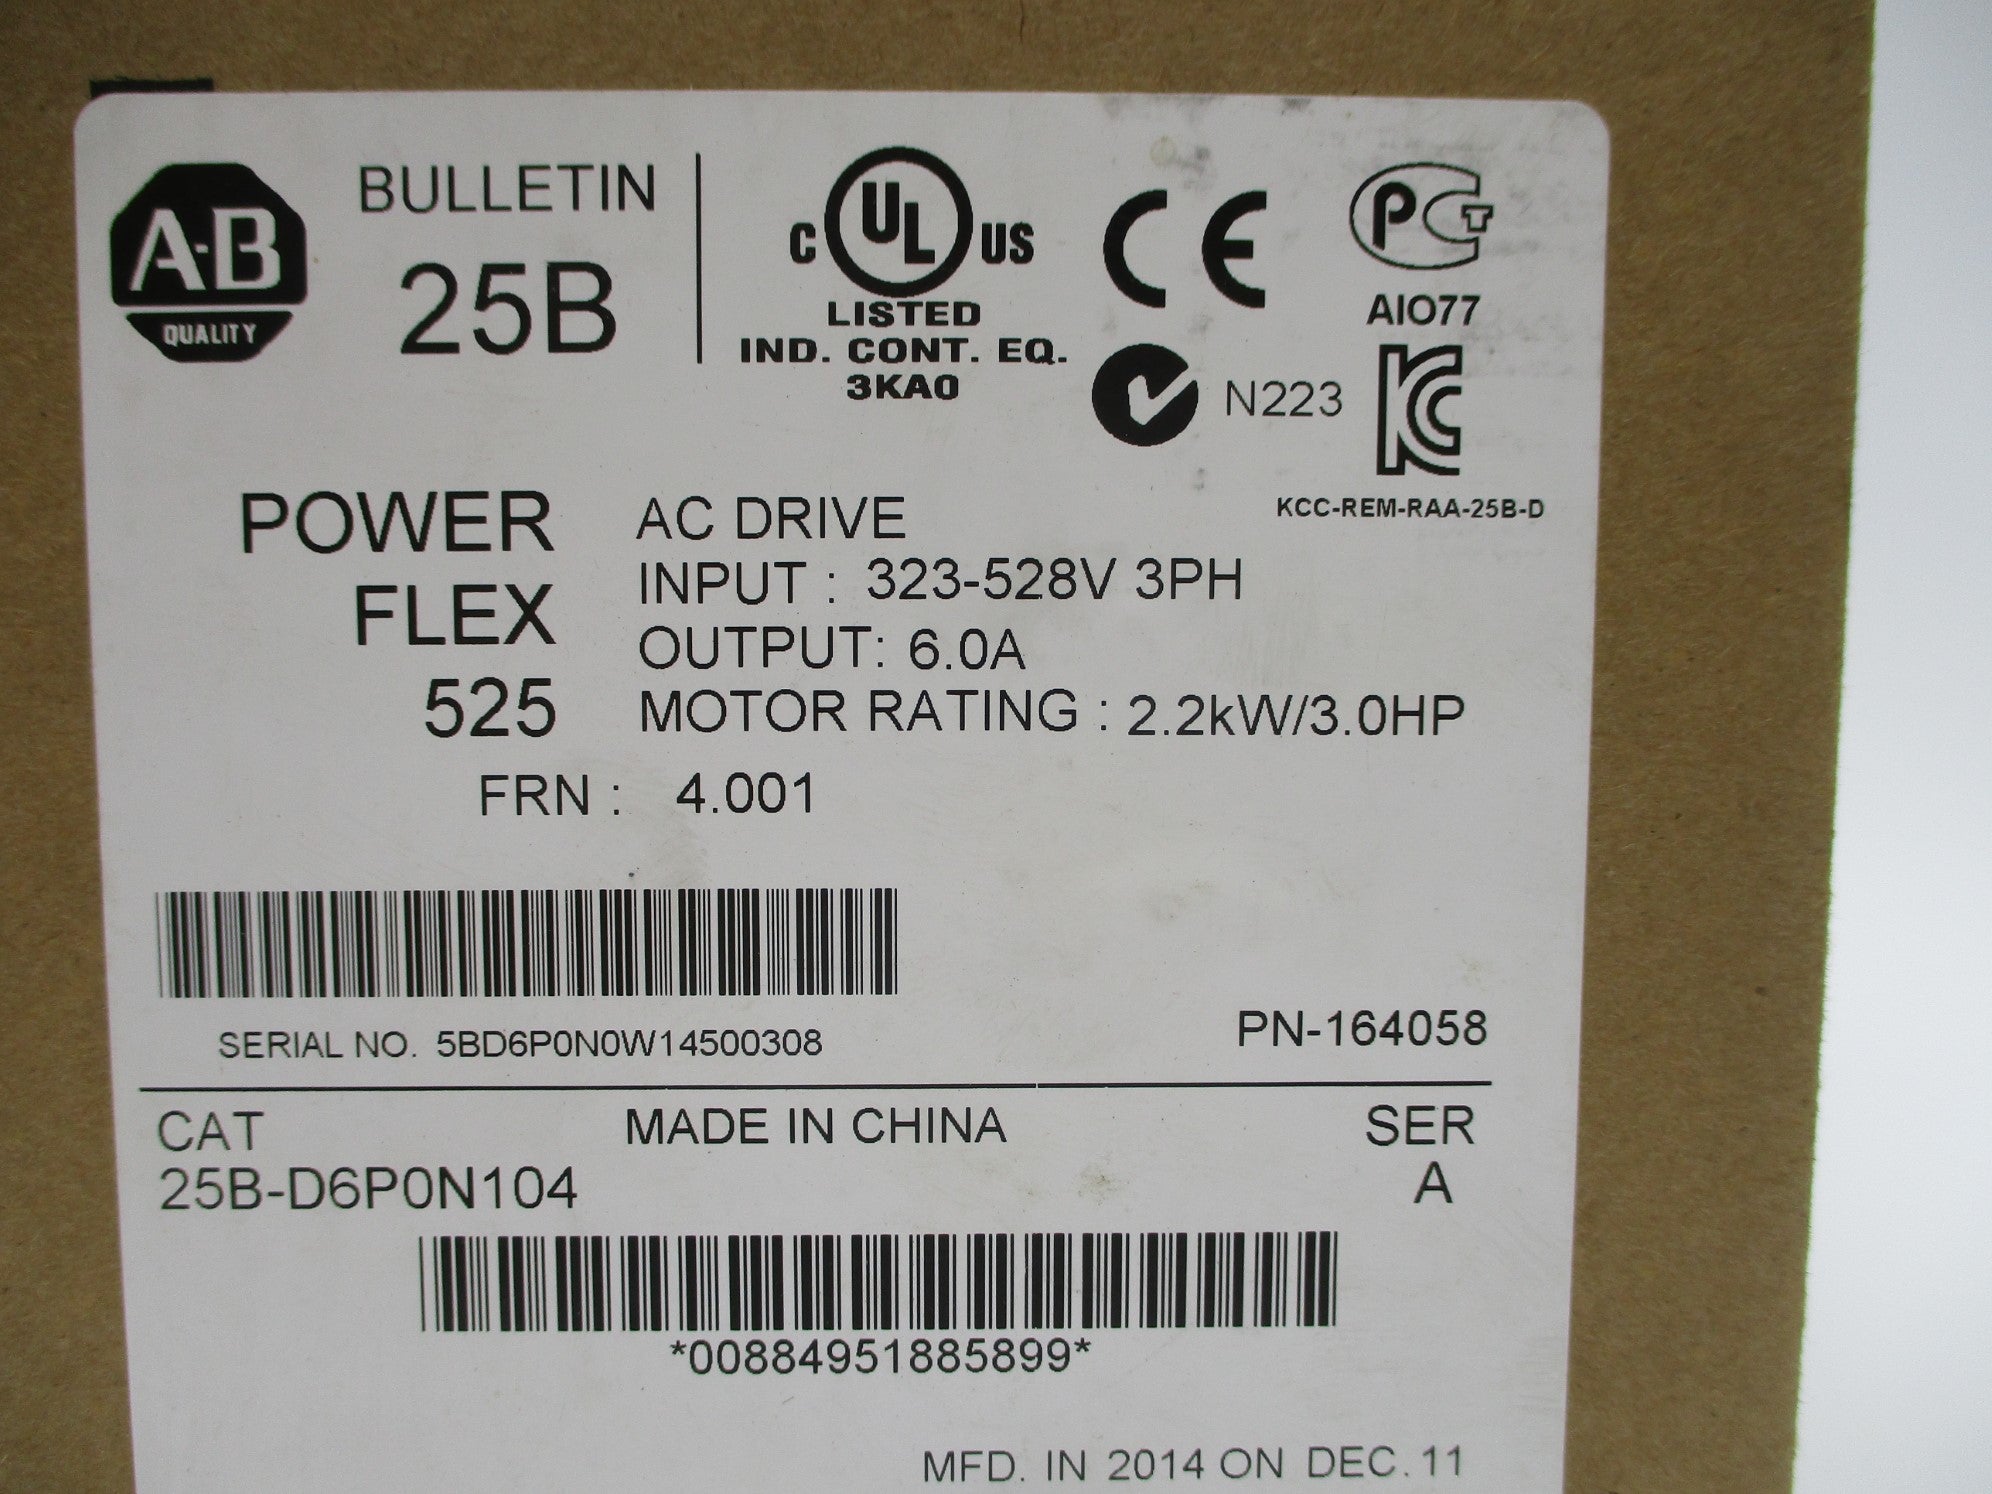 A-B
QUALITY
BULLETIN
25B
C UL US
LISTED
IND. CONT. EQ.
3KA0
CE
PCT
AIO77
N223
KC
KCC-REM-RAA-25B-D
POWER
FLEX
525
AC DRIVE
INPUT : 323-528V 3PH
OUTPUT: 6.0A
MOTOR RATING : 2.2kW/3.0HP
FRN : 4.001
SERIAL NO. 5BD6P0N0W14500308
PN-164058
CAT
MADE IN CHINA
SER
25B-D6P0N104
A
*00884951885899*
MFD. IN 2014 ON DEC. 11